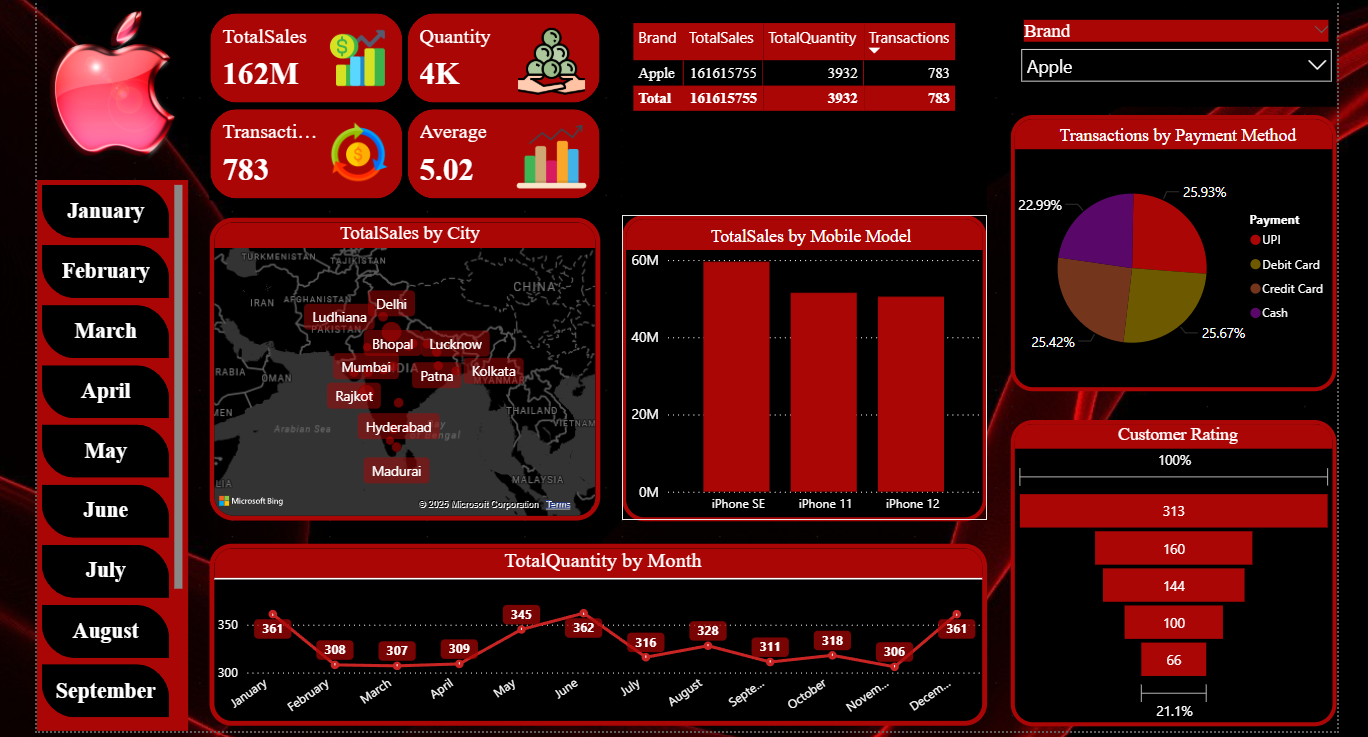 TotalSales
162M
Quantity
4K
Transacti...
783
Average
5.02
Brand TotalSales TotalQuantity Transactions
Apple 161615755 3932 783
Total 161615755 3932 783
Brand
Apple
January
February
March
April
May
June
July
August
September
TotalSales by City
TURKMENISTAN
TAJIKISTAN
CHINA
IRAN
AFGHANISTAN
Delhi
Ludhiana
PAKISTAN
Bhopal
Lucknow
Mumbai
DIA
Patna
Kolkata
MYANMAR
RABIA
OMAN
Rajkot
MEN
THAILAND
Arabian Sea
Hyderabad
y
of Bengal
VIETNAM
Madurai
LIA
MALAYSIA
Microsoft Bing
© 2025 Microsoft Corporation Terms
TotalSales by Mobile Model
60M
40M
20M
0M
iPhone SE iPhone 11 iPhone 12
Transactions by Payment Method
25.93%
22.99%
25.67%
25.42%
Payment
UPI
Debit Card
Credit Card
Cash
Customer Rating
100%
313
160
144
100
66
21.1%
TotalQuantity by Month
350
300
361 308 307 309 345 362 316 328 311 318 306 361
January February March April May June July August Septe... October Novem... Decem...